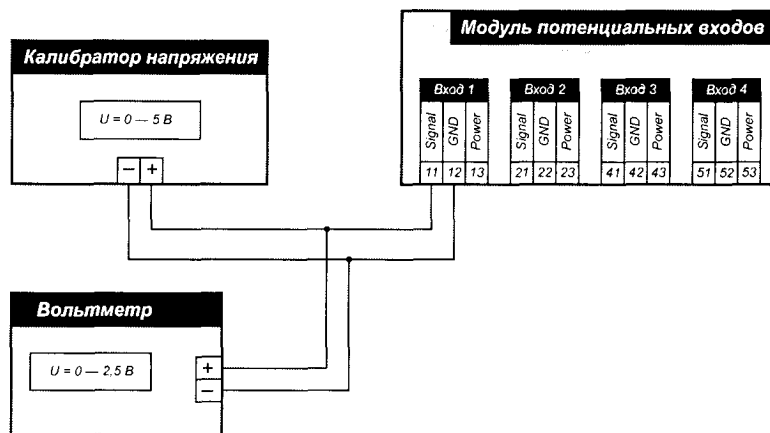 Модуль потенциальных входов
Калибратор напряжения
U = 0 — 5 В
− +
Вход 1 Вход 2 Вход 3 Вход 4
Signal GND Power Signal GND Power Signal GND Power Signal GND Power
11 12 13 21 22 23 41 42 43 51 52 53
Вольтметр
U = 0 — 2,5 В
+
−